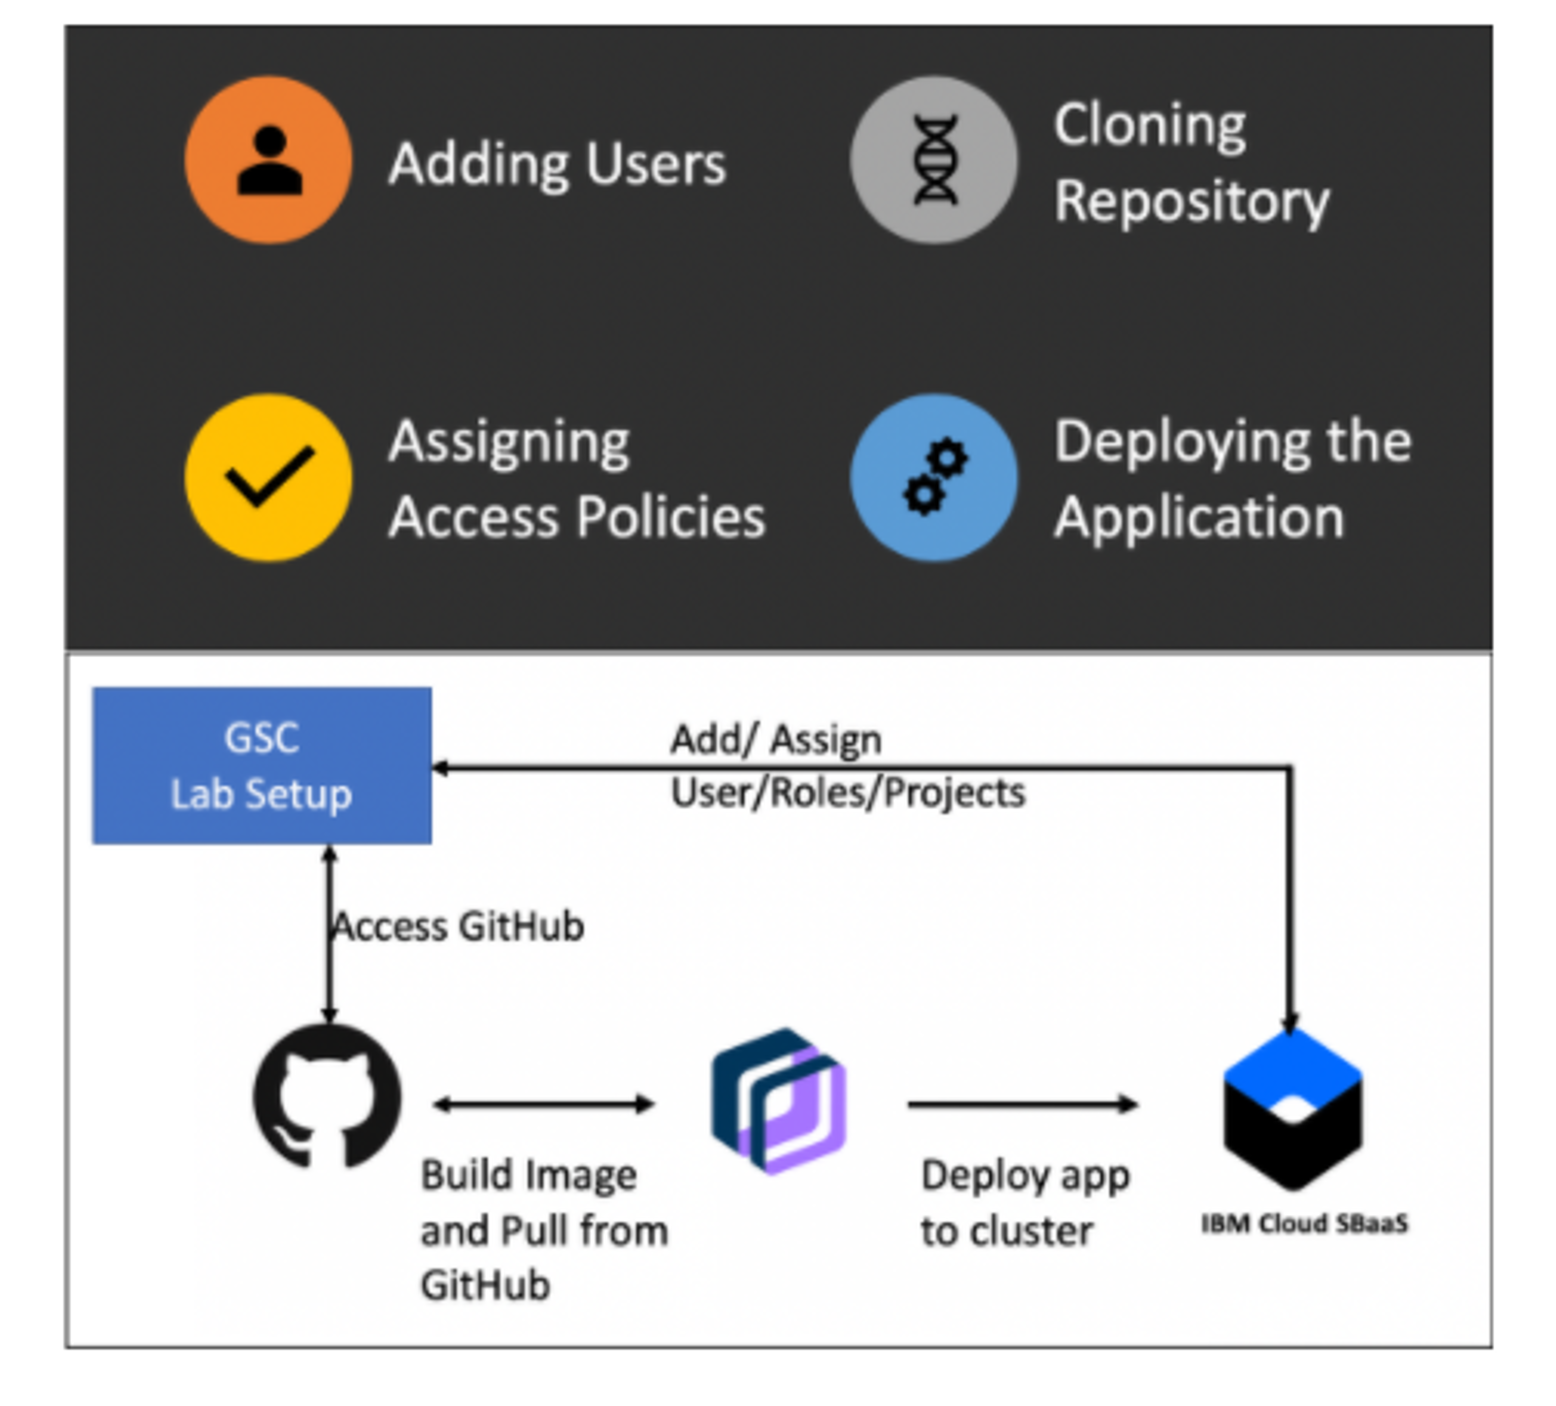 Adding Users
Cloning
Repository
Assigning
Access Policies
Deploying the
Application
GSC
Lab Setup
Add/ Assign
User/Roles/Projects
Access GitHub
Build Image
and Pull from
GitHub
Deploy app
to cluster
IBM Cloud SBaaS